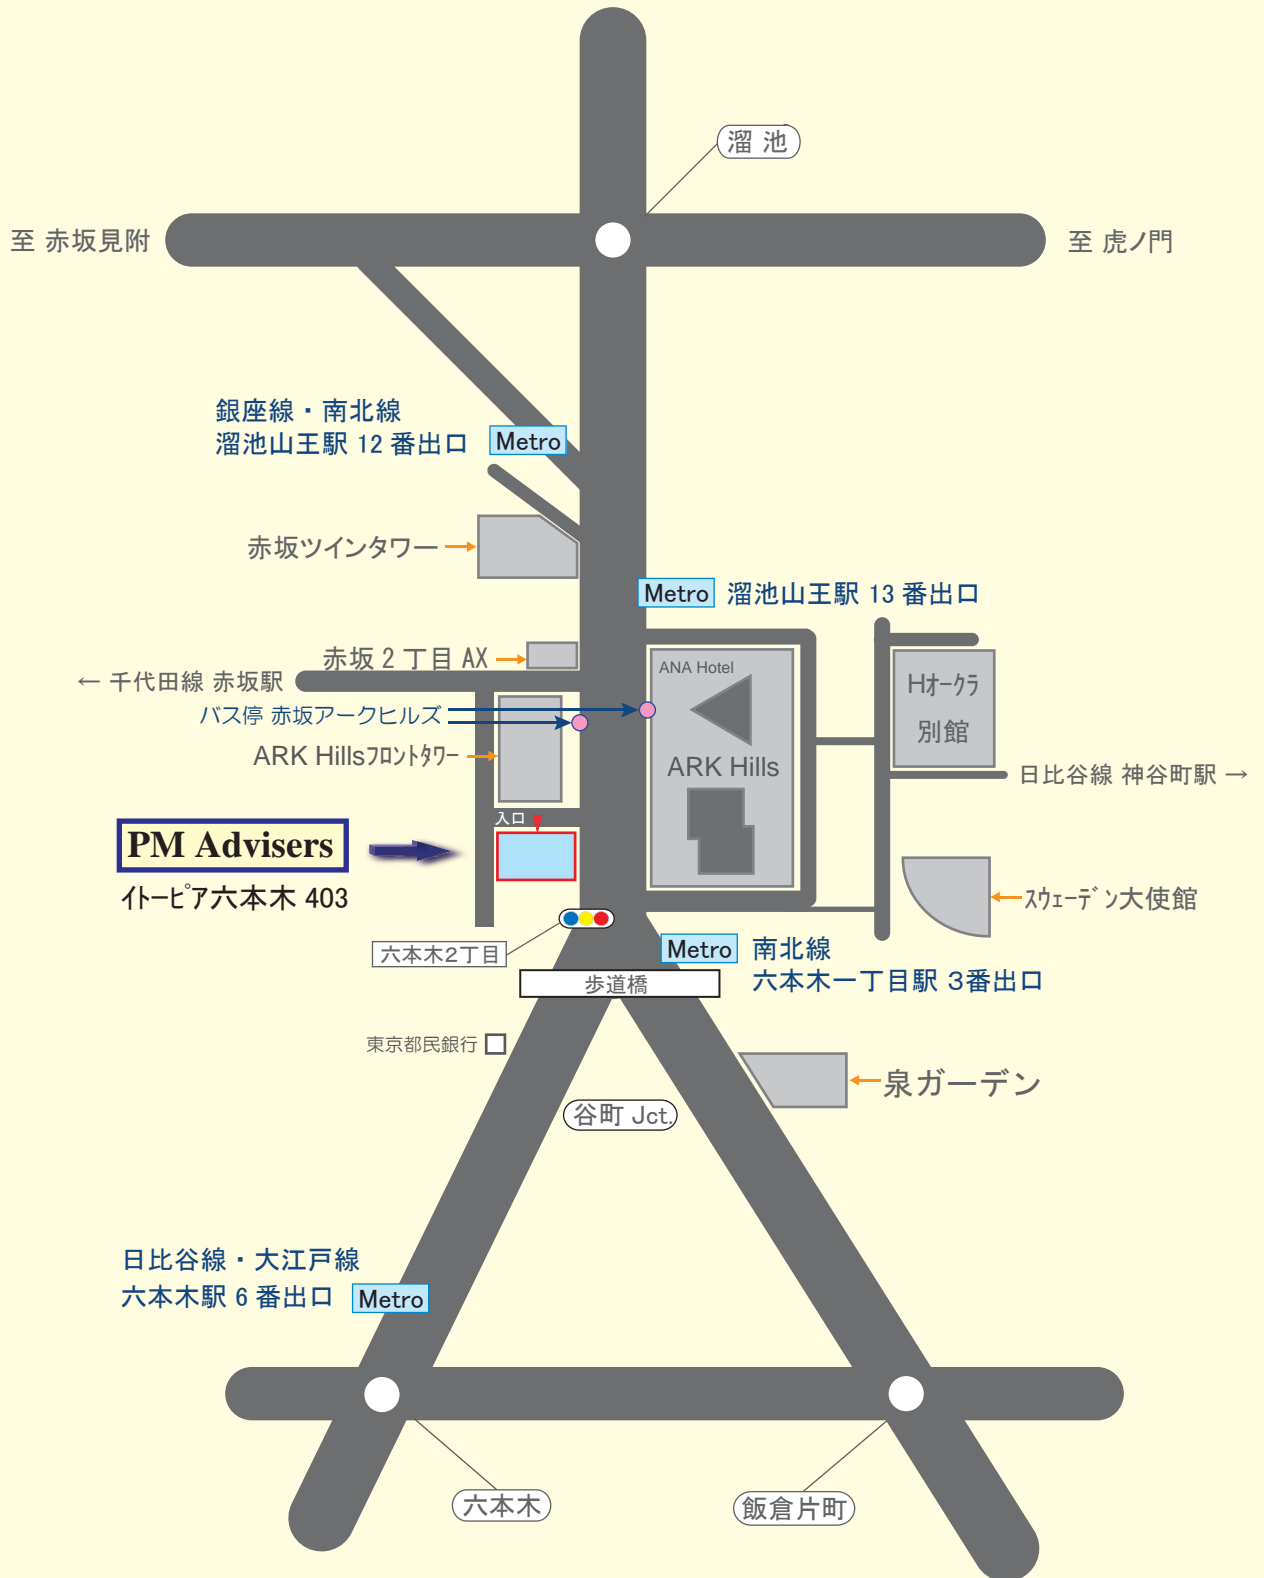 溜 池
至 赤坂見附
至 虎ノ門
銀座線・南北線
溜池山王駅 12 番出口
Metro
赤坂ツインタワー
Metro
溜池山王駅 13 番出口
赤坂 2 丁目 AX
← 千代田線 赤坂駅
バス停 赤坂アークヒルズ
ARK Hillsﾌﾛﾝﾄﾀﾜｰ
ANA Hotel
ARK Hills
Hｵｰｸﾗ
別館
日比谷線 神谷町駅 →
入口
PM Advisers
ｲﾄｰﾋﾟｱ六本木 403
ｽｳｪｰﾃﾞﾝ大使館
六本木2丁目
Metro
南北線
六本木一丁目駅 3番出口
歩道橋
東京都民銀行
泉ガーデン
谷町 Jct.
日比谷線・大江戸線
六本木駅 6 番出口
Metro
六本木
飯倉片町